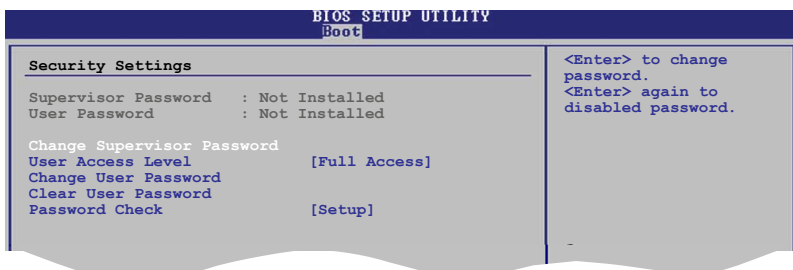 BIOS SETUP UTILITY
Boot
Security Settings
Supervisor Password : Not Installed
User Password : Not Installed
Change Supervisor Password
User Access Level [Full Access]
Change User Password
Clear User Password
Password Check [Setup]
<Enter> to change
password.
<Enter> again to
disabled password.